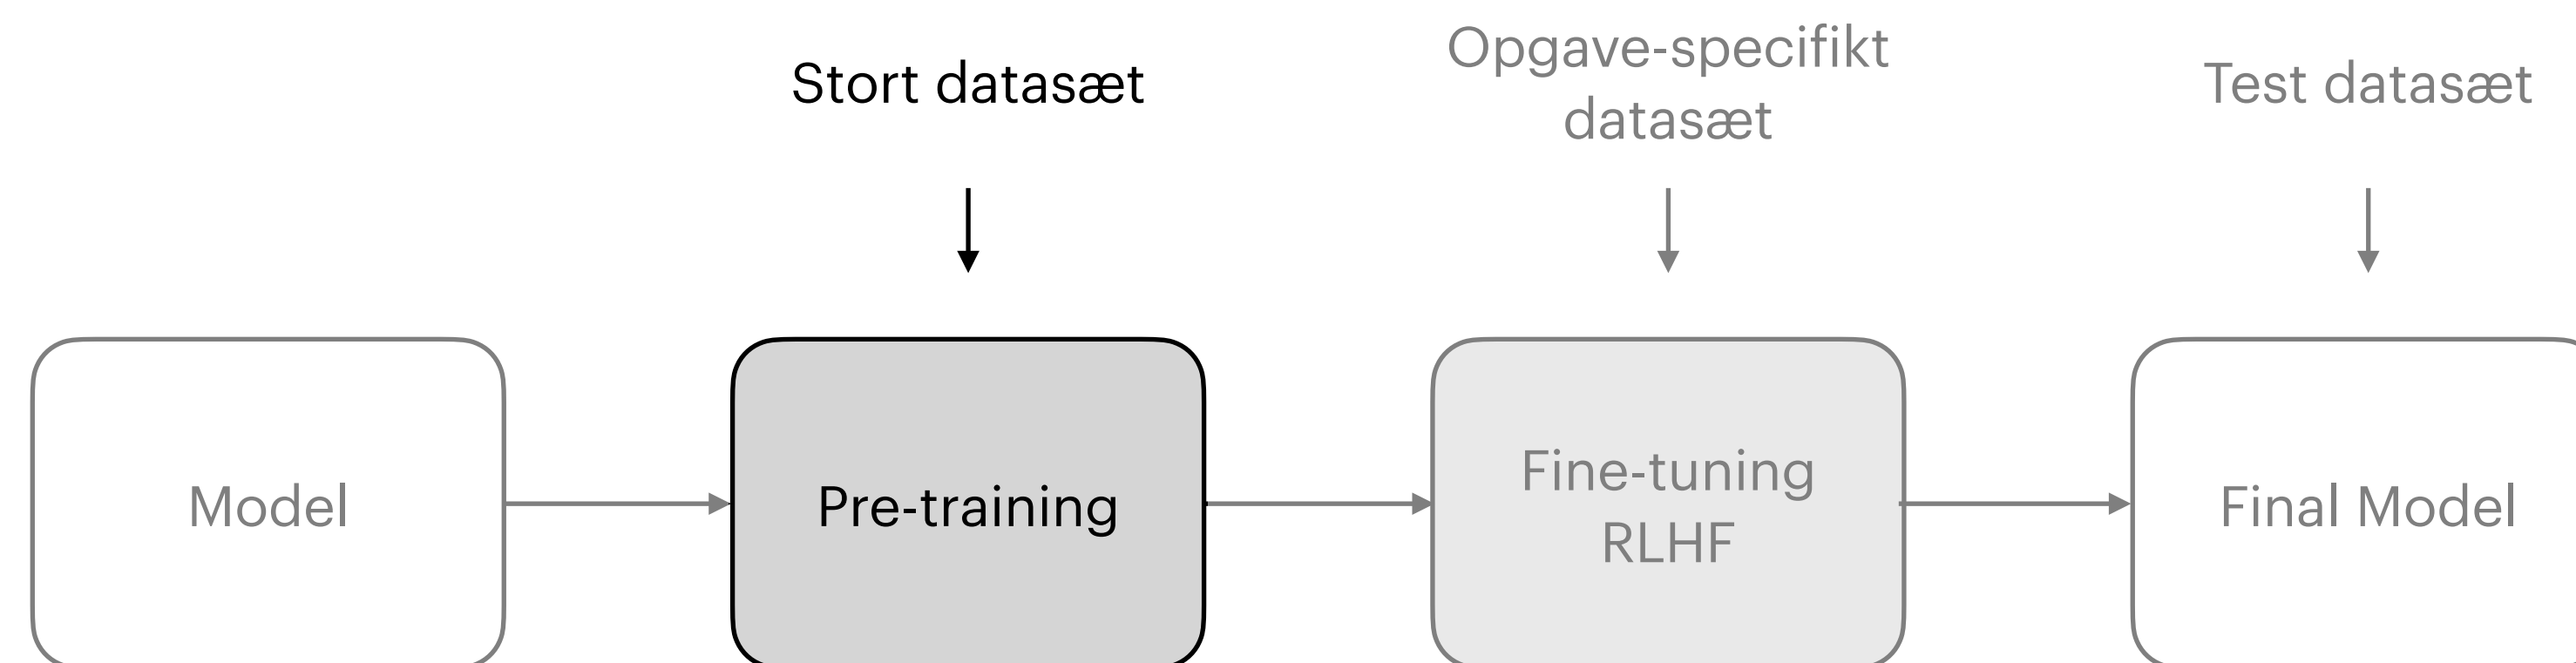 Stort datasæt
Opgave-specifikt
datasæt
Test datasæt
Model
Pre-training
Fine-tuning
RLHF
Final Model